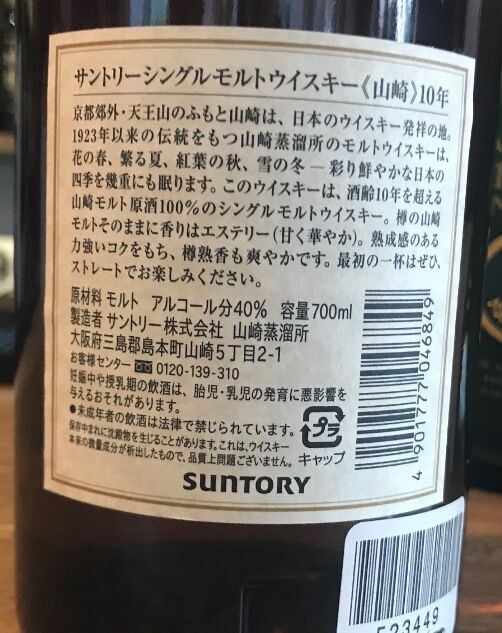 サントリーシングルモルトウイスキー《山崎》10年
京都郊外・天王山のふもと山崎は、日本のウイスキー発祥の地。
1923年以来の伝統をもつ山崎蒸溜所のモルトウイスキーは、
花の春、繁る夏、紅葉の秋、雪の冬 ― 彩り鮮やかな日本の
四季を幾重にも眠ります。このウイスキーは、酒齢10年を超える
山崎モルト原酒100%のシングルモルトウイスキー。樽の山崎
モルトそのままに香りはエステリー(甘く華やか)。熟成感のある
力強いコクをもち、樽熟香も爽やかです。最初の一杯はぜひ、
ストレートでお楽しみください。
原材料 モルト アルコール分40% 容量700ml
製造者 サントリー株式会社 山崎蒸溜所
大阪府三島郡島本町山崎5丁目2-1
お客様センター 0120-139-310
妊娠中や授乳期の飲酒は、胎児・乳児の発育に悪影響を
与えるおそれがあります。
●未成年者の飲酒は法律で禁じられています。
保存中まれに沈殿物を生じることがあります。これは、ウイスキー
本来の微量成分が析出したもので、品質上問題ございません。
プラ
キャップ
4 901777 046849
SUNTORY
523449